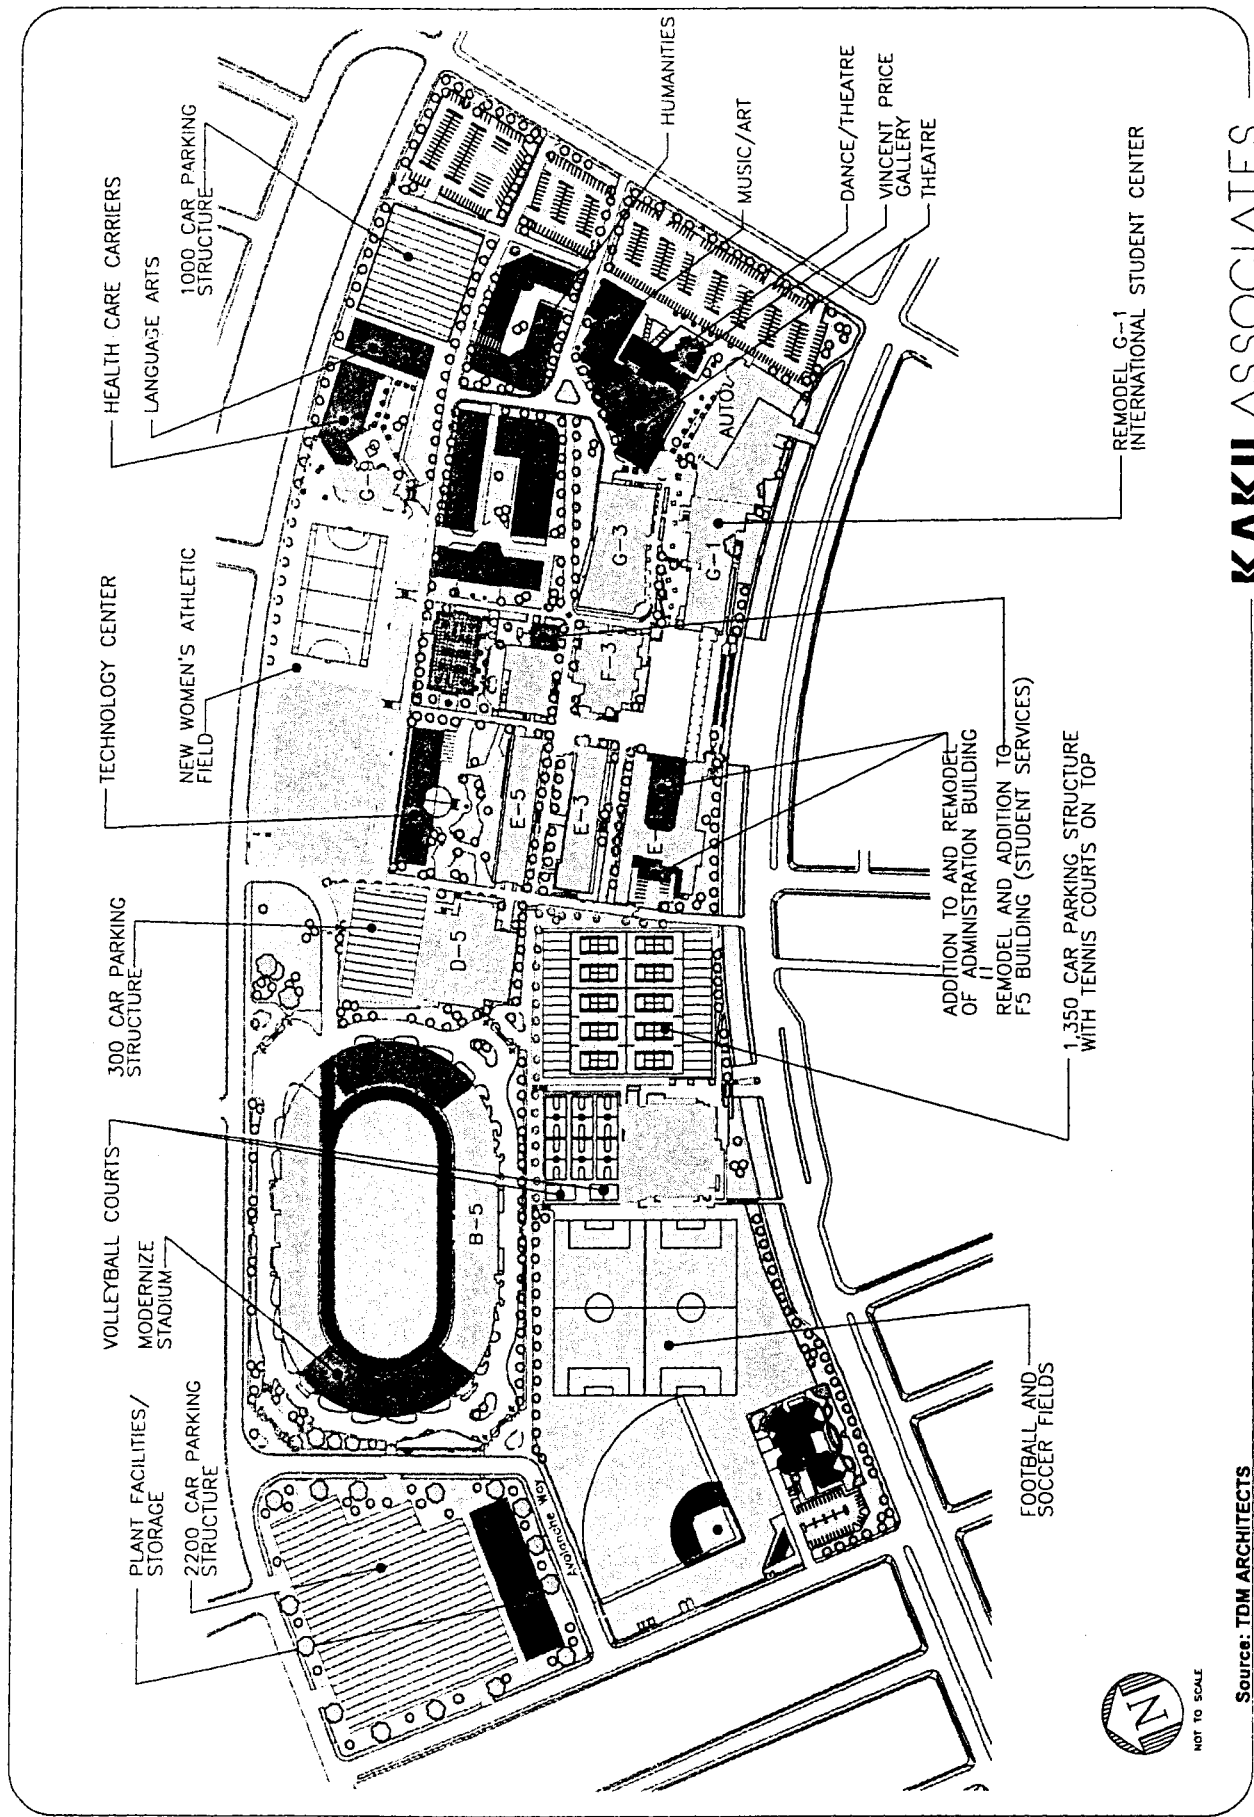 PLANT FACILITIES/
STORAGE
2200 CAR PARKING
STRUCTURE
VOLLEYBALL COURTS
MODERNIZE
STADIUM
300 CAR PARKING
STRUCTURE
TECHNOLOGY CENTER
NEW WOMEN'S ATHLETIC
FIELD
HEALTH CARE CARRIERS
LANGUAGE ARTS
1000 CAR PARKING
STRUCTURE
HUMANITIES
MUSIC/ART
DANCE/THEATRE
VINCENT PRICE
GALLERY
THEATRE
G-9
B-5
D-5
E-5
E-3
E-
F-3
G-3
G-1
AUTO
Avalanche Way
FOOTBALL AND
SOCCER FIELDS
1,350 CAR PARKING STRUCTURE
WITH TENNIS COURTS ON TOP
ADDITION TO AND REMODEL
OF ADMINISTRATION BUILDING
REMODEL AND ADDITION TO
F5 BUILDING (STUDENT SERVICES)
REMODEL G-1
INTERNATIONAL STUDENT CENTER
N
NOT TO SCALE
Source: TDM ARCHITECTS
KAKU ASSOCIATES